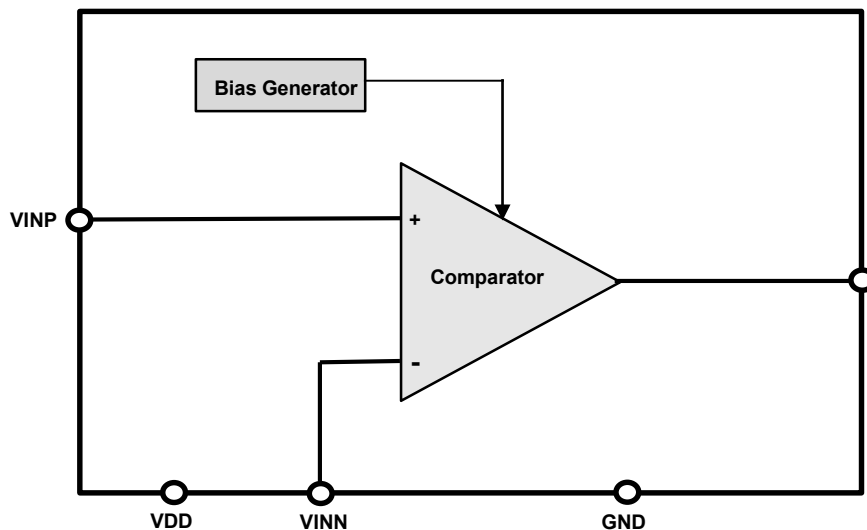 Bias Generator
VINP
+
Comparator
-
VDD
VINN
GND